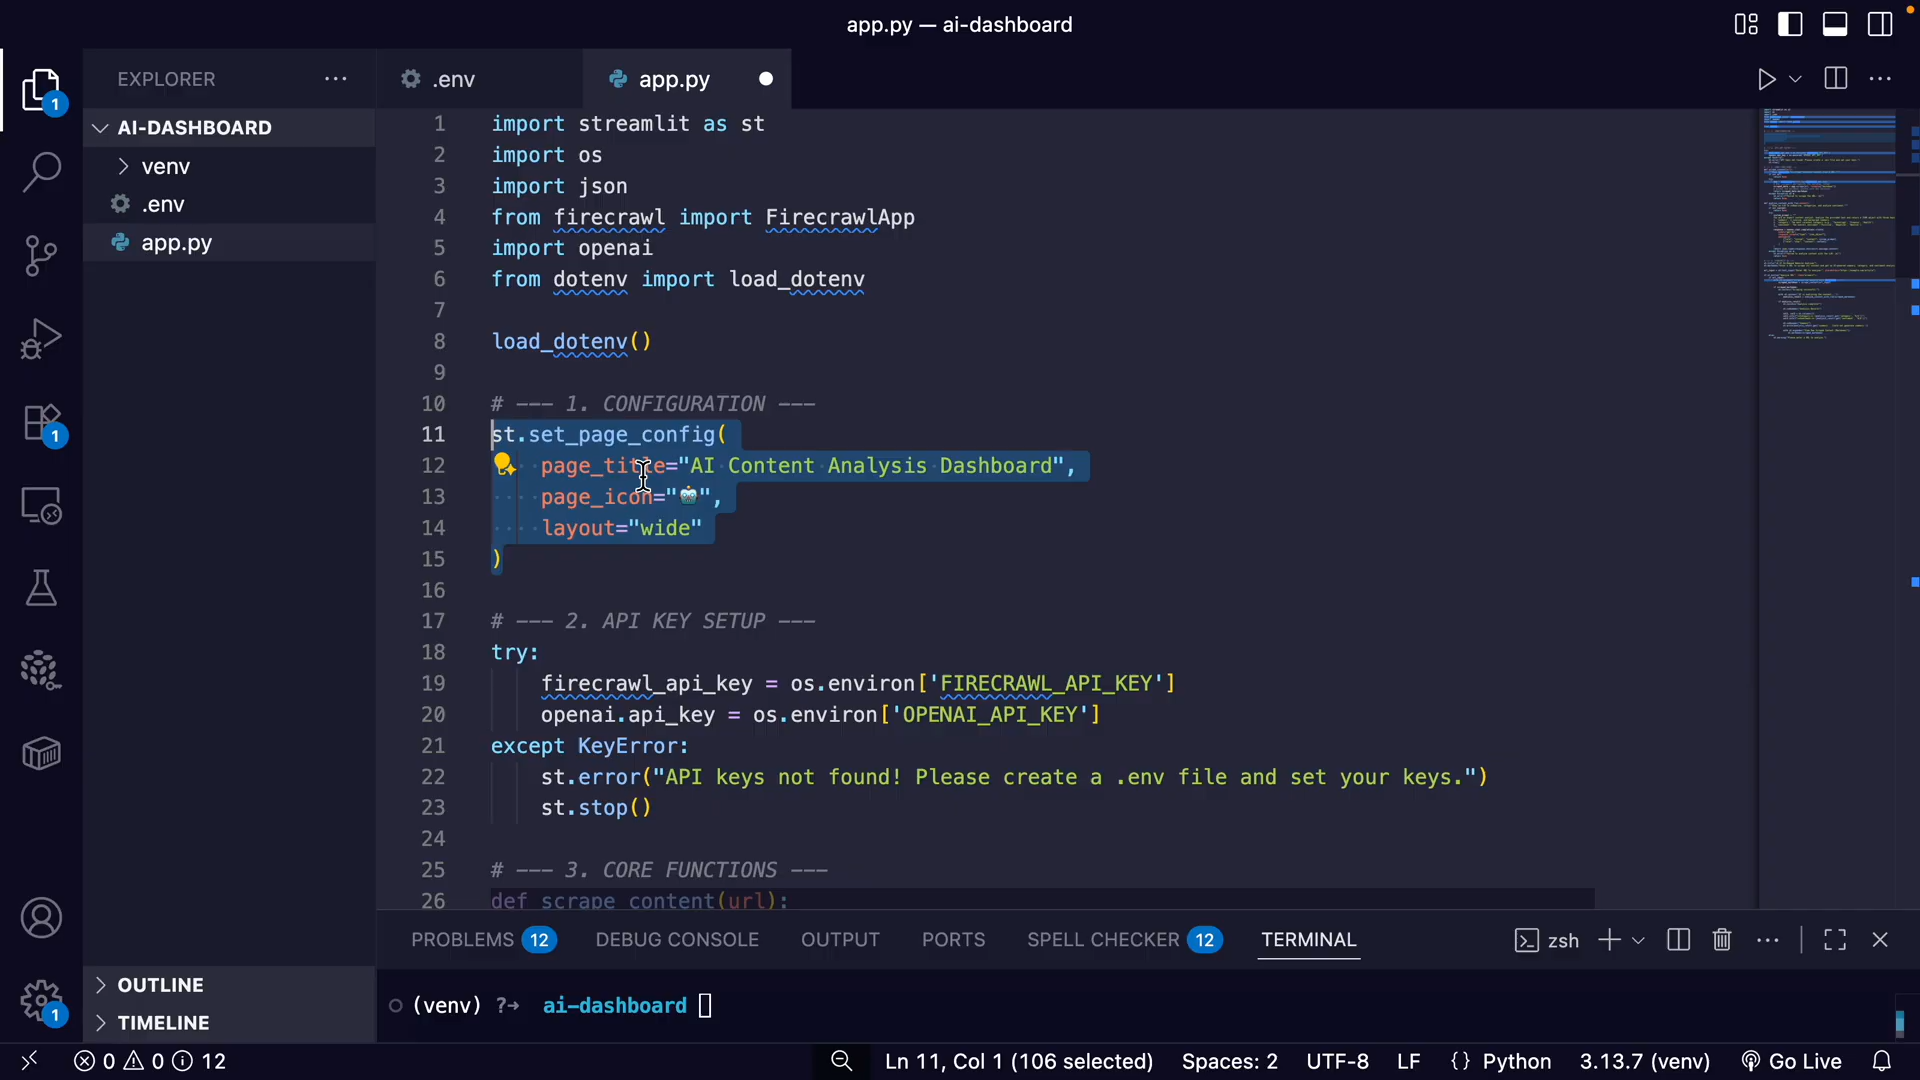 app.py — ai-dashboard
EXPLORER
.env
app.py
AI-DASHBOARD
venv
.env
app.py
1
1
1
OUTLINE
TIMELINE
1 import streamlit as st
2 import os
3 import json
4 from firecrawl import FirecrawlApp
5 import openai
6 from dotenv import load_dotenv
7
8 load_dotenv()
9
10 # --- 1. CONFIGURATION ---
11 st.set_page_config(
12 page_title="AI Content Analysis Dashboard",
13 page_icon="🤖",
14 layout="wide"
15 )
16
17 # --- 2. API KEY SETUP ---
18 try:
19 firecrawl_api_key = os.environ['FIRECRAWL_API_KEY']
20 openai.api_key = os.environ['OPENAI_API_KEY']
21 except KeyError:
22 st.error("API keys not found! Please create a .env file and set your keys.")
23 st.stop()
24
25 # --- 3. CORE FUNCTIONS ---
26 def scrape_content(url):
PROBLEMS 12 DEBUG CONSOLE OUTPUT PORTS SPELL CHECKER 12 TERMINAL zsh
(venv) ?→ ai-dashboard
0 0 12 Ln 11, Col 1 (106 selected) Spaces: 2 UTF-8 LF {} Python 3.13.7 (venv) Go Live